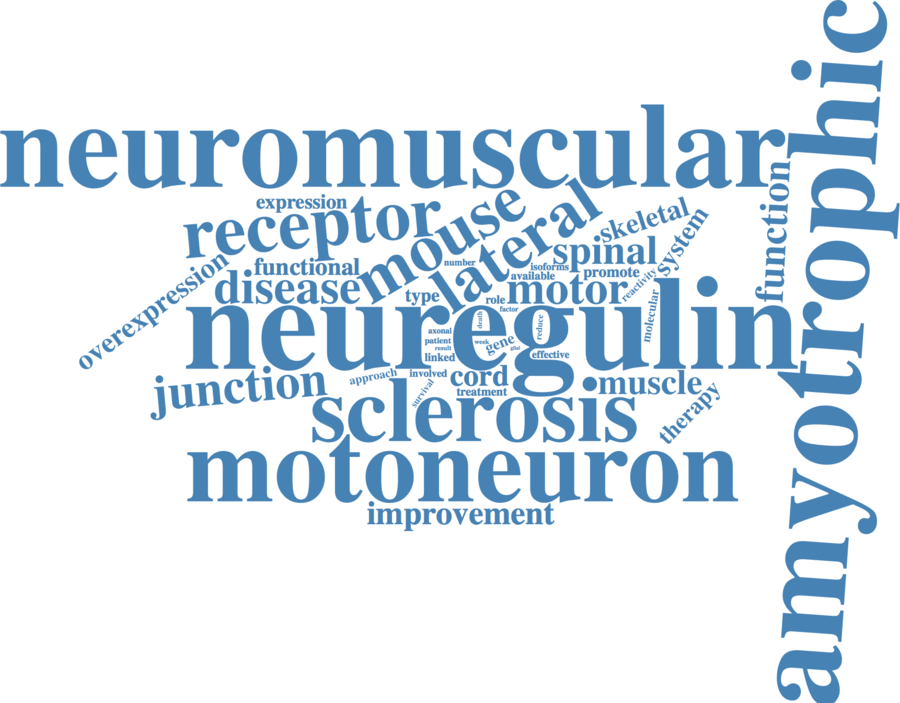 amyotrophic
neuromuscular
function
expression
receptor
mouse
lateral
skeletal
system
spinal
overexpression
functional
number
isoforms
available
promote
reactivity
disease
type
role
motor
factor
molecular
neuregulin
death
reduce
axonal
patient
result
week
gene
glial
linked
effective
junction
approach
involved
survival
cord
treatment
muscle
therapy
sclerosis
motoneuron
improvement